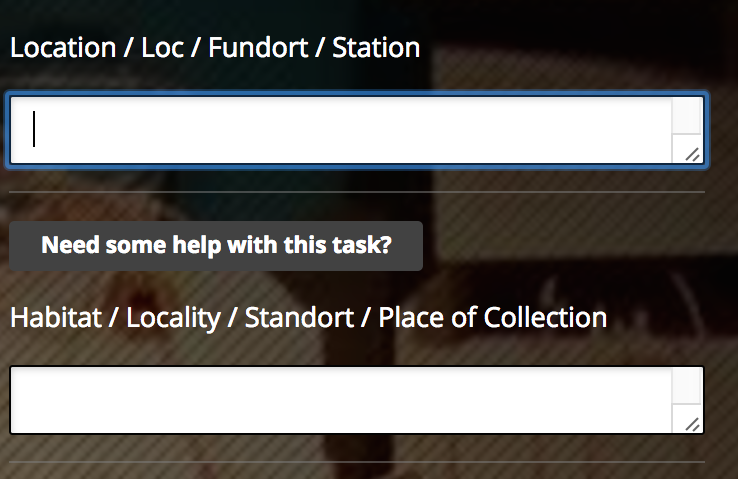 Location / Loc / Fundort / Station
Need some help with this task?
Habitat / Locality / Standort / Place of Collection